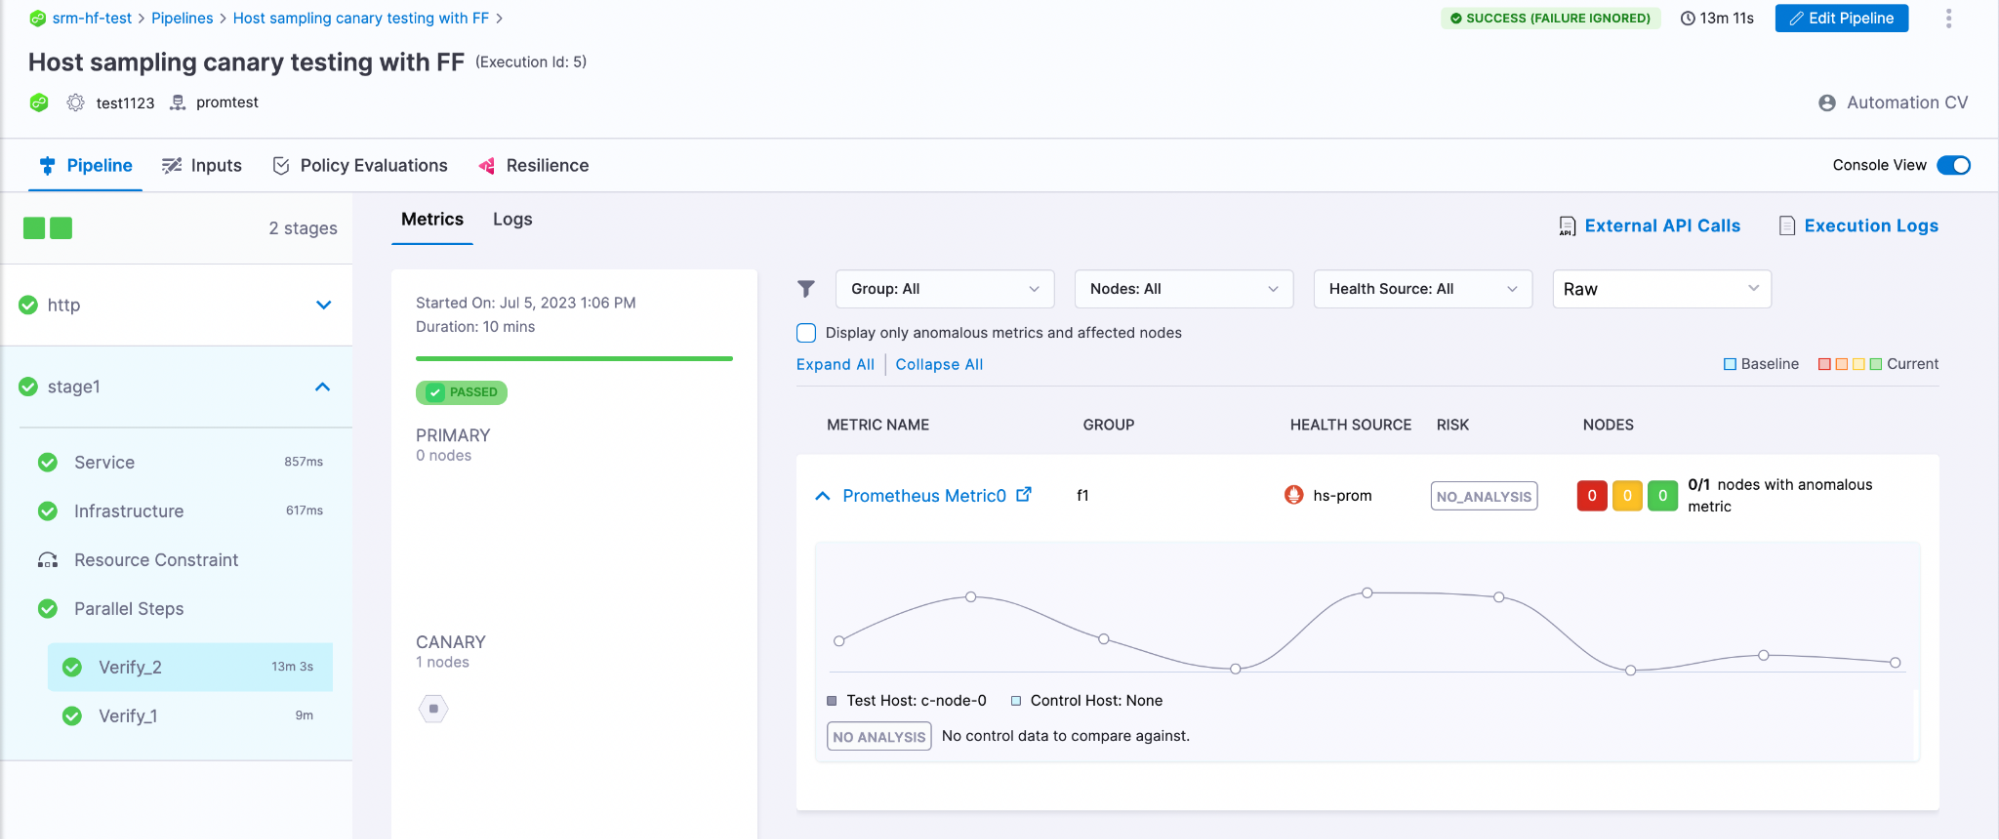 srm-hf-test > Pipelines > Host sampling canary testing with FF >
SUCCESS (FAILURE IGNORED) 13m 11s Edit Pipeline
Host sampling canary testing with FF (Execution Id: 5)
test1123 promtest
Automation CV
Pipeline Inputs Policy Evaluations Resilience
Console View
2 stages
http
stage1
Service 857ms
Infrastructure 617ms
Resource Constraint
Parallel Steps
Verify_2 13m 3s
Verify_1 9m
Metrics Logs
External API Calls Execution Logs
Started On: Jul 5, 2023 1:06 PM
Duration: 10 mins
PASSED
PRIMARY
0 nodes
CANARY
1 nodes
Group: All Nodes: All Health Source: All Raw
Display only anomalous metrics and affected nodes
Expand All Collapse All
Baseline Current
METRIC NAME GROUP HEALTH SOURCE RISK NODES
Prometheus Metric0 f1 hs-prom NO_ANALYSIS 0 0 0 0/1 nodes with anomalous
metric
Test Host: c-node-0 Control Host: None
NO ANALYSIS No control data to compare against.